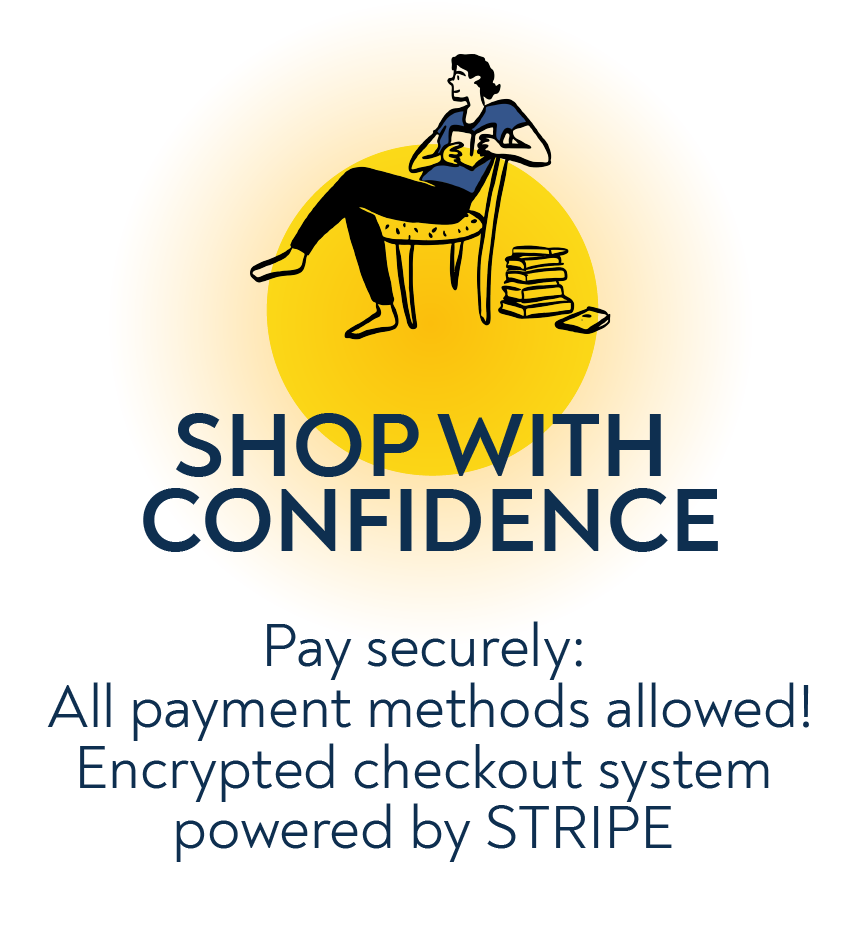 SHOP WITH
CONFIDENCE
Pay securely:
All payment methods allowed!
Encrypted checkout system
powered by STRIPE